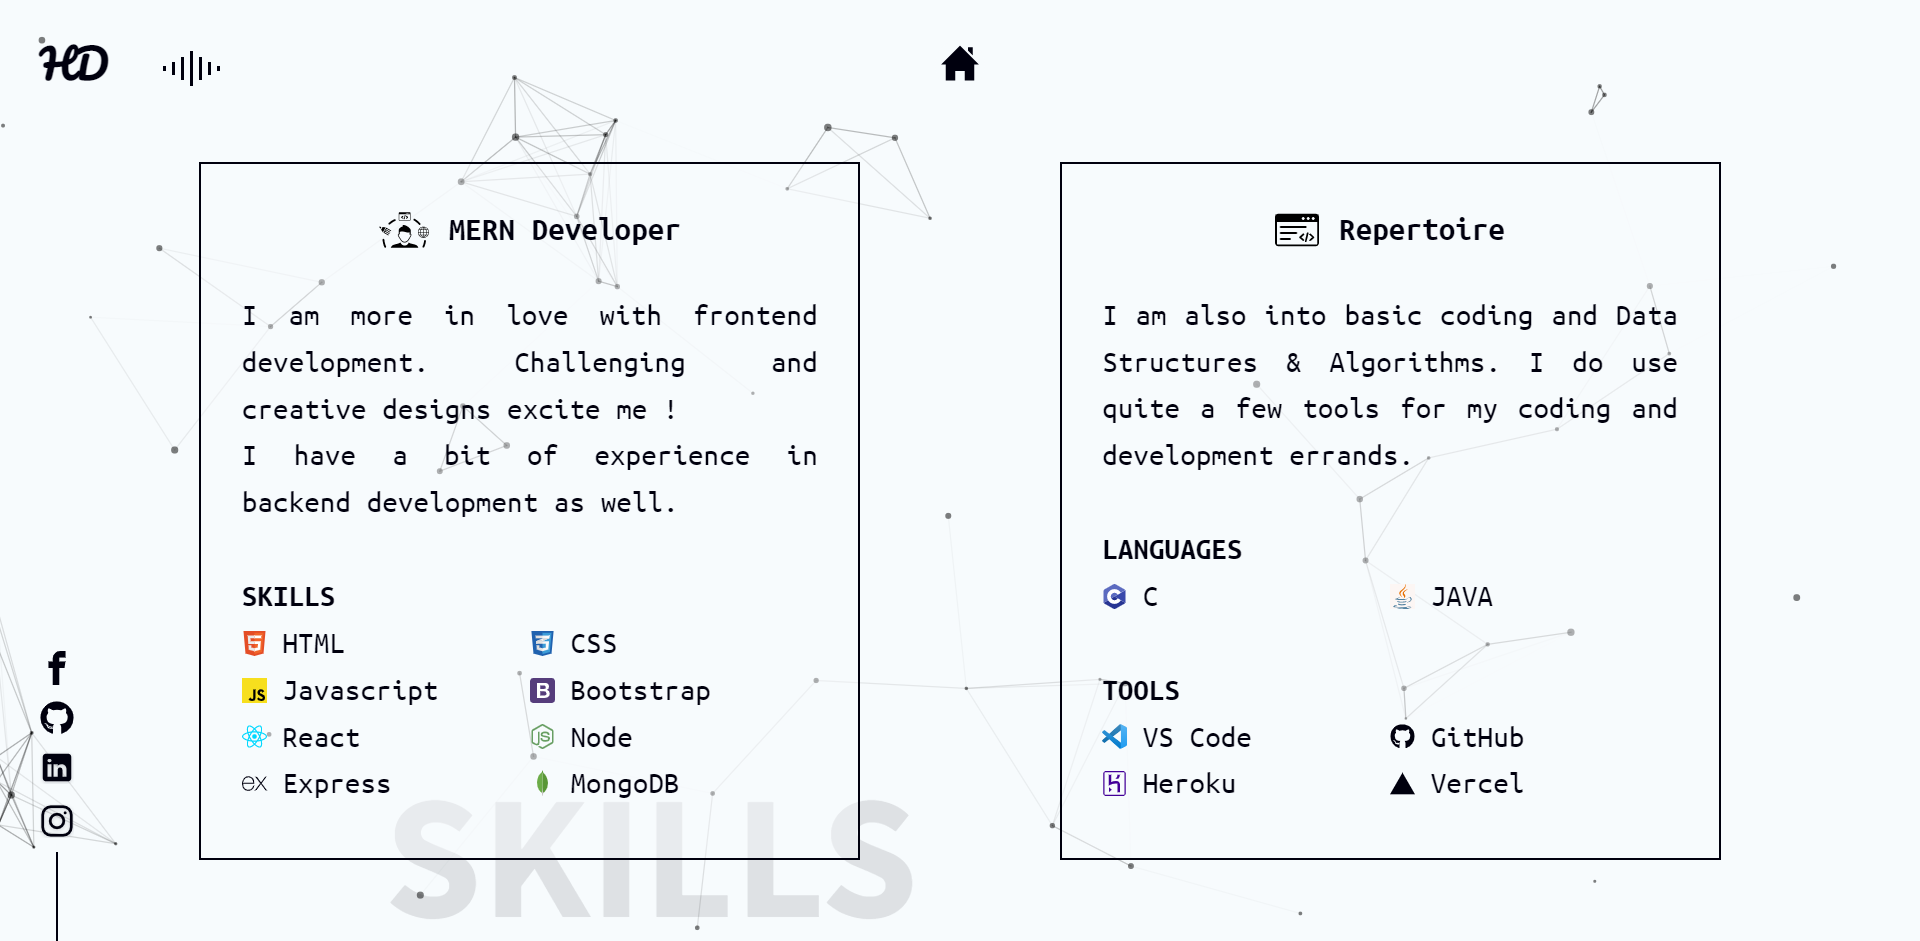 HD
MERN Developer
I am more in love with frontend
development. Challenging and
creative designs excite me !
I have a bit of experience in
backend development as well.
SKILLS
HTML
CSS
JS Javascript
B Bootstrap
React
JS Node
ex Express
MongoDB
SKILLS
Repertoire
I am also into basic coding and Data
Structures & Algorithms. I do use
quite a few tools for my coding and
development errands.
LANGUAGES
C C
JAVA
TOOLS
VS Code
GitHub
Heroku
Vercel
f
in